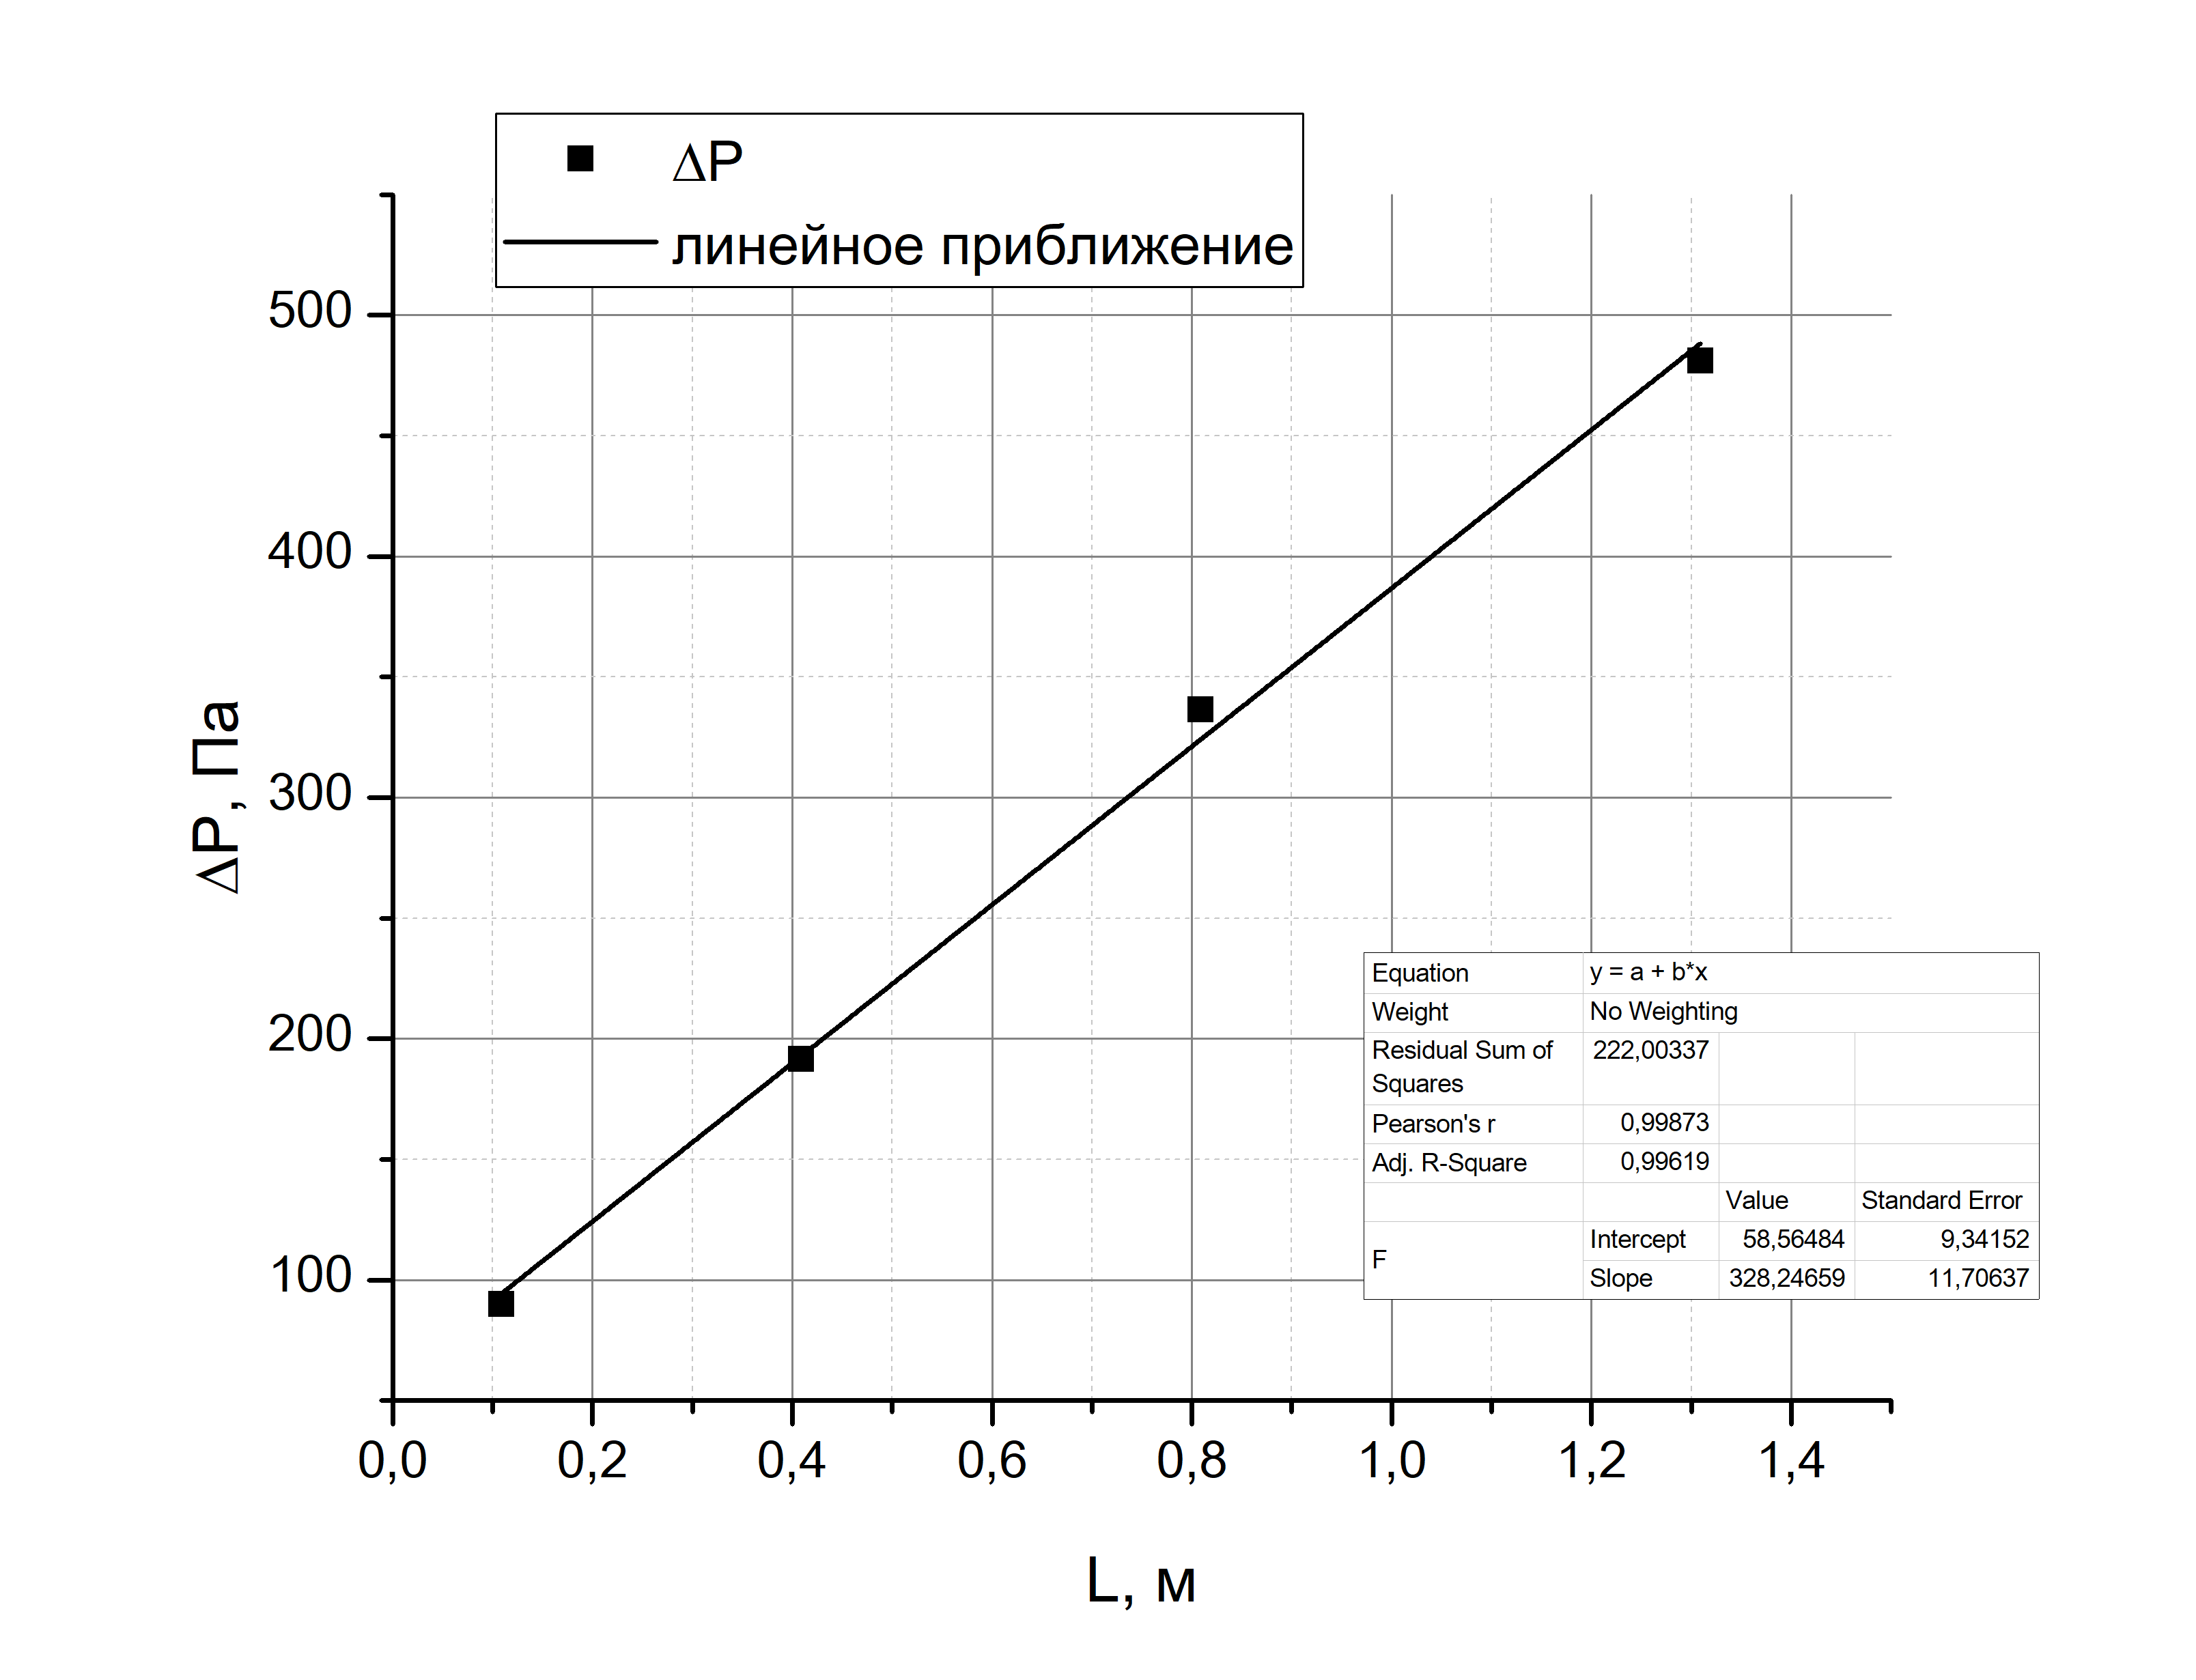 ΔP
линейное приближение
500
400
300
200
100
ΔP, Па
Equation y = a + b*x
Weight No Weighting
Residual Sum of 222,00337
Squares
Pearson's r 0,99873
Adj. R-Square 0,99619
Value Standard Error
F Intercept 58,56484 9,34152
Slope 328,24659 11,70637
0,0 0,2 0,4 0,6 0,8 1,0 1,2 1,4
L, м